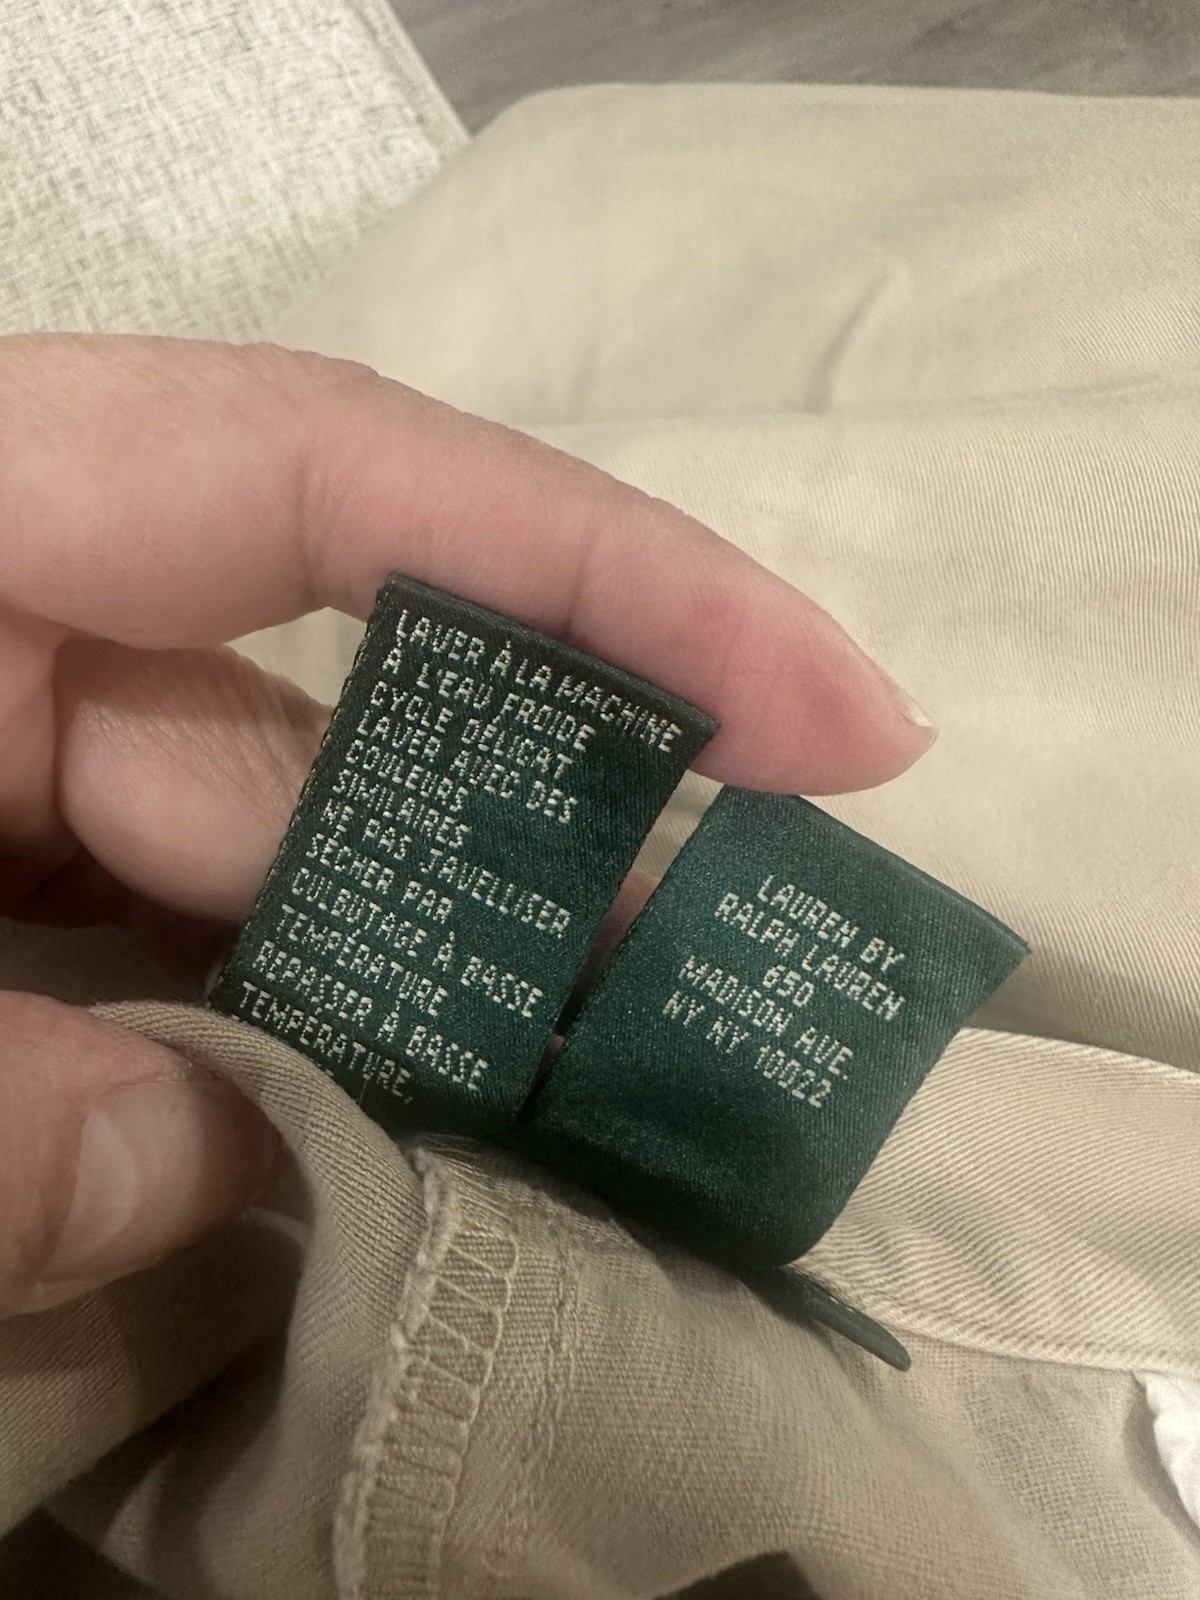 LAVER À LA MACHINE
À L'EAU FROIDE
CYCLE DÉLICAT
LAVER AVEC DES
COULEURS
SIMILAIRES
NE PAS JAVELLISER
SÉCHER PAR
CULBUTAGE À BASSE
TEMPÉRATURE
REPASSER À BASSE
TEMPÉRATURE,
LAUREN BY
RALPH LAUREN
650
MADISON AVE.
NY NY 10022